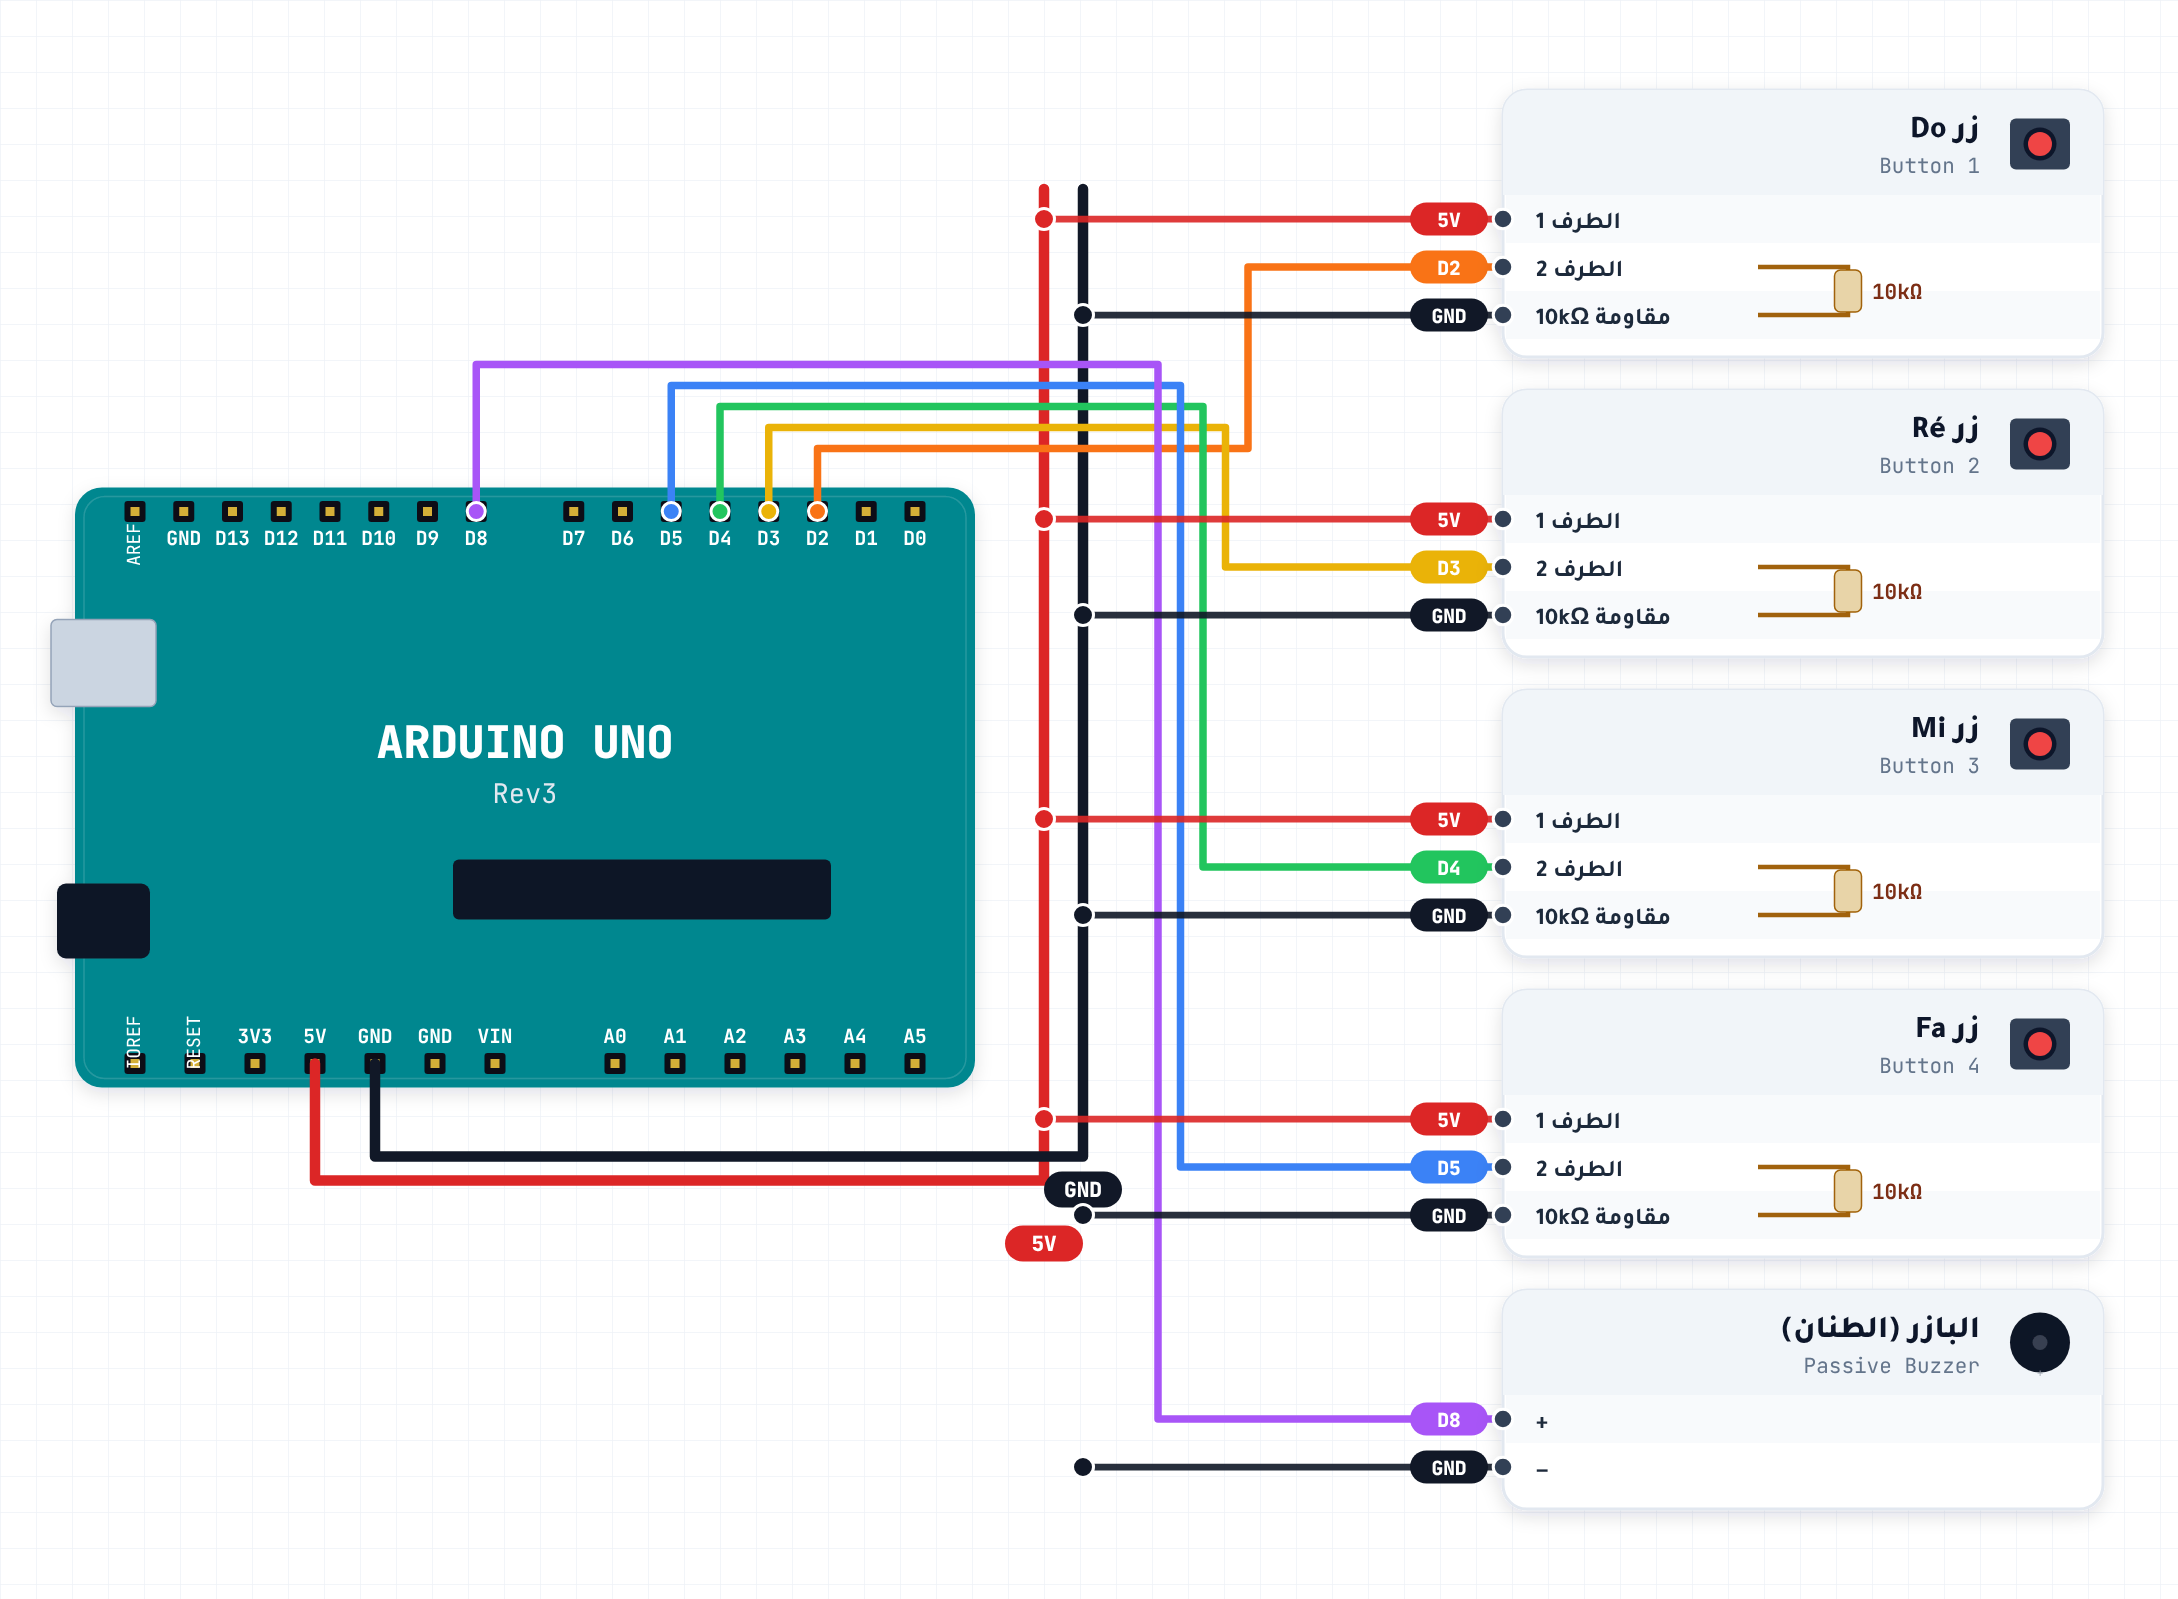 زر Do
Button 1
5V
الطرف 1
D2
الطرف 2
10kΩ
GND
مقاومة 10kΩ
زر Ré
Button 2
5V
الطرف 1
D3
الطرف 2
10kΩ
GND
مقاومة 10kΩ
AREF GND D13 D12 D11 D10 D9 D8 D7 D6 D5 D4 D3 D2 D1 D0
ARDUINO UNO
Rev3
زر Mi
Button 3
5V
الطرف 1
D4
الطرف 2
10kΩ
GND
مقاومة 10kΩ
IOREF RESET 3V3 5V GND GND VIN A0 A1 A2 A3 A4 A5
زر Fa
Button 4
5V
الطرف 1
D5
الطرف 2
10kΩ
GND
مقاومة 10kΩ
GND
5V
البازر (الطنان)
Passive Buzzer
D8
+
GND
−